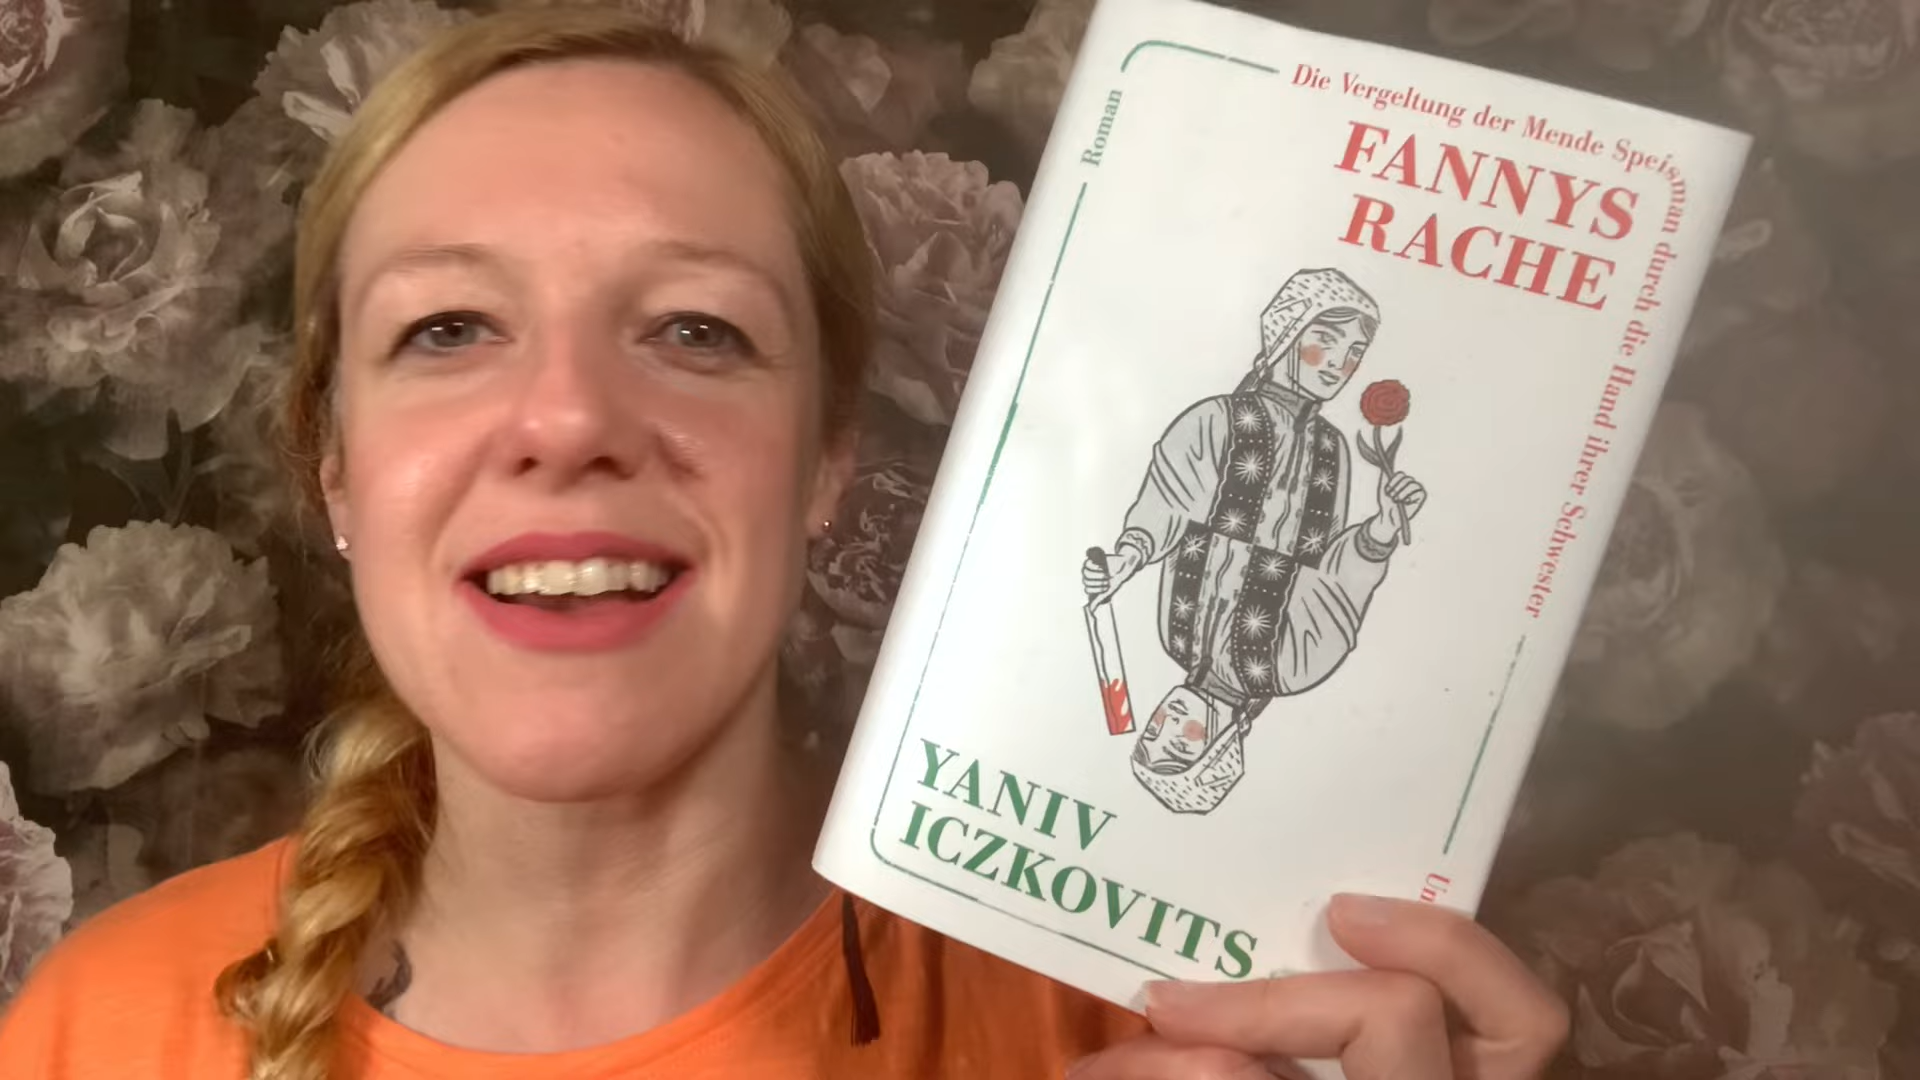 Die Vergeltung der Mende Speisman durch die Hand ihrer Schwester
FANNYS
RACHE
Roman
YANIV
ICZKOVITS